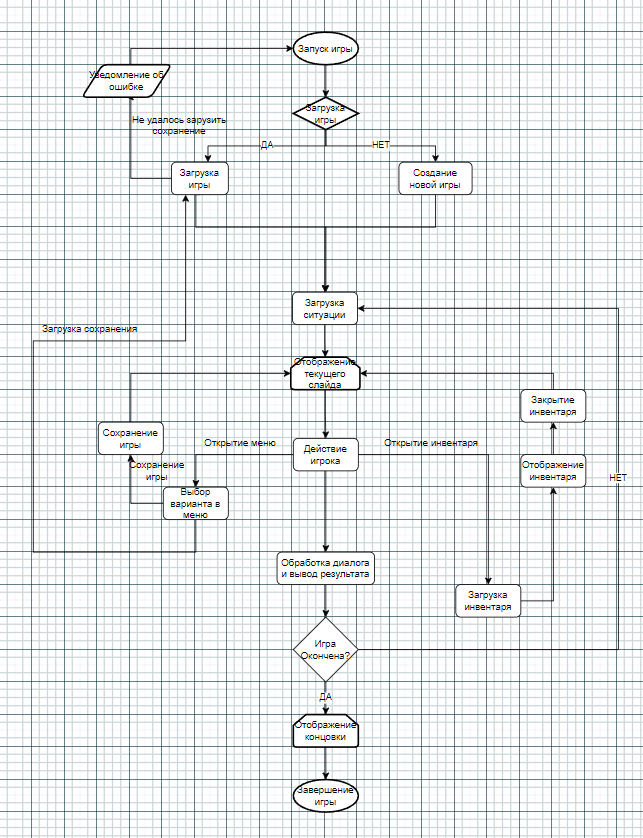 Запуск игры
Уведомление об
ошибке
Загрузка
игры
Не удалось зарузить
сохранение
ДА
НЕТ
Загрузка
игры
Создание
новой игры
Загрузка
ситуации
Загрузка сохранения
Отображение
текущего
слайда
Закрытие
инвентаря
Сохранение
игры
Открытие меню
Действие
игрока
Открытие инвентаря
Сохранение
игры
Отображение
инвентаря
НЕТ
Выбор
варианта в
меню
Обработка диалога
и вывод результата
Загрузка
инвентаря
Игра
Окончена?
ДА
Отображение
концовки
Завершение
игры